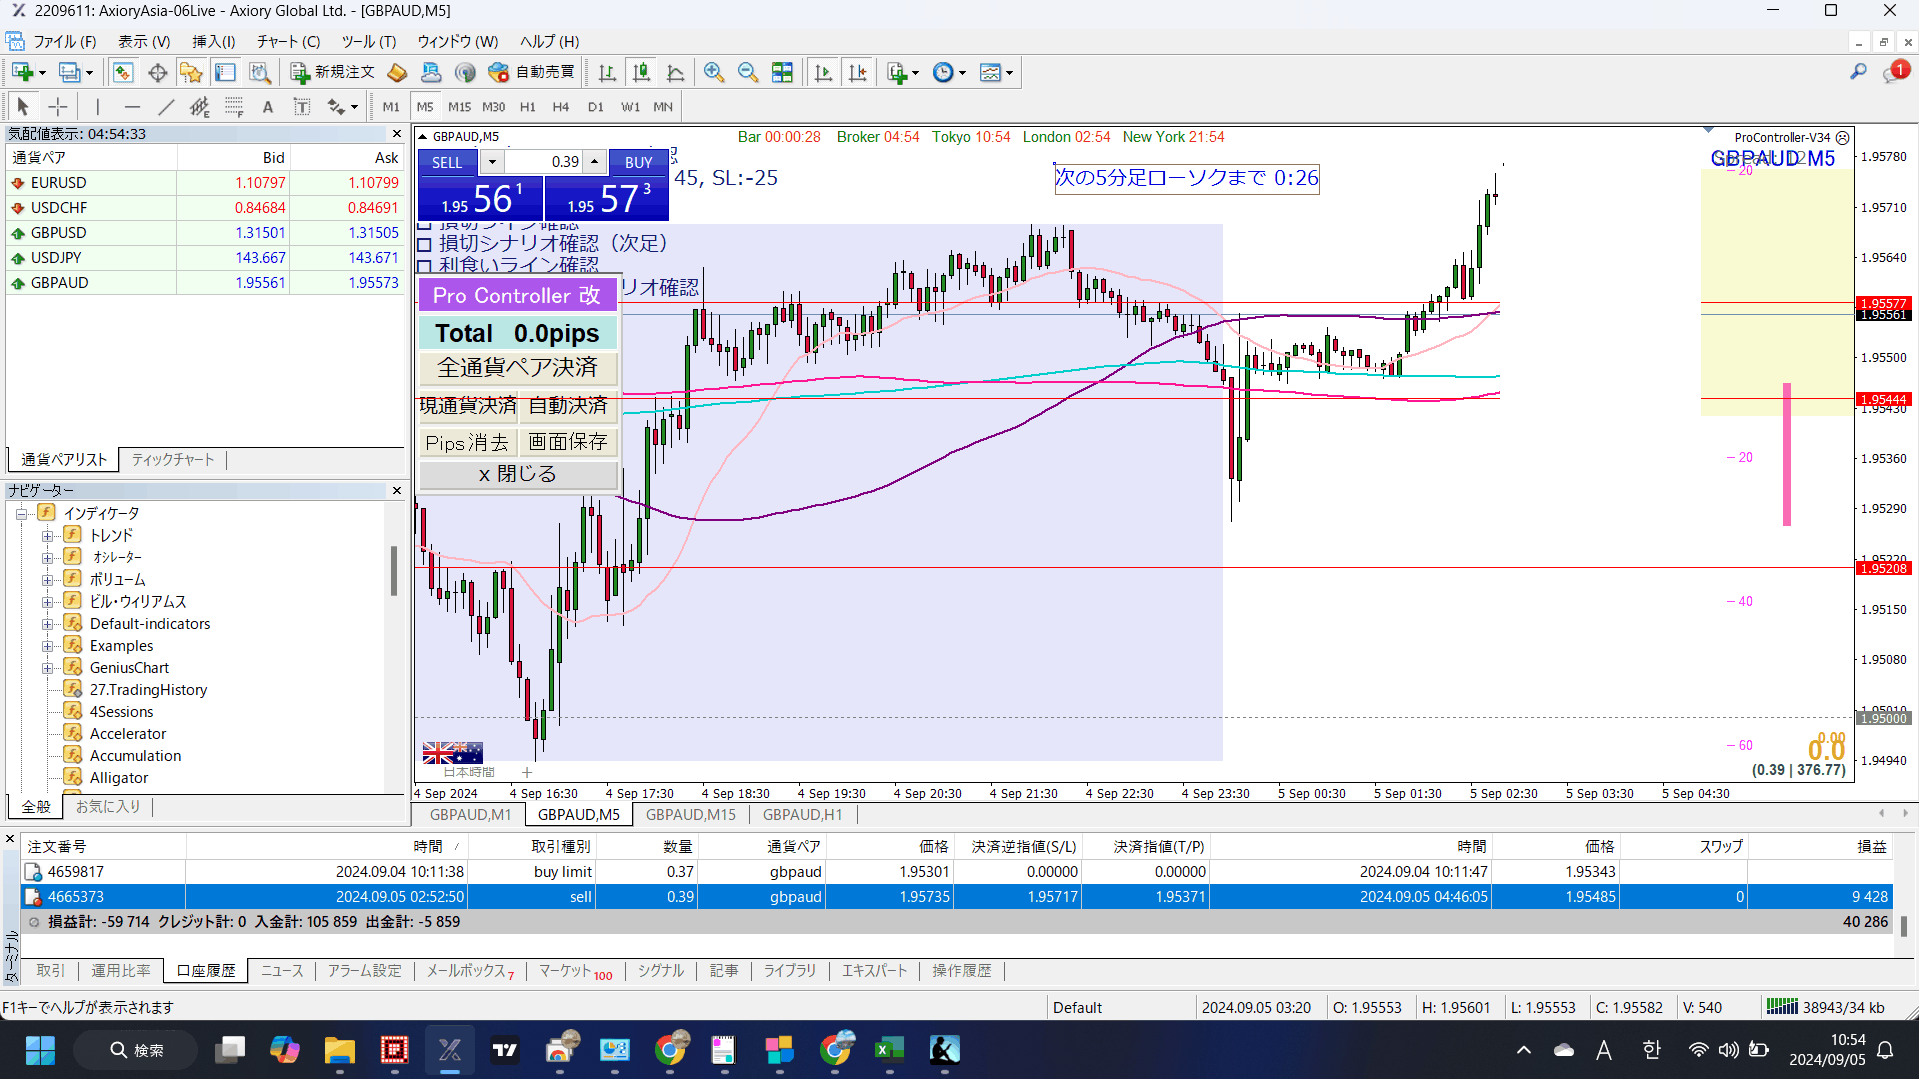 2209611: AxioryAsia-06Live - Axiory Global Ltd. - [GBPAUD,M5]
ファイル (F) 表示 (V) 挿入(I) チャート (C) ツール (T) ウィンドウ (W) ヘルプ (H)
新規注文 自動売買 1
A T M1 M5 M15 M30 H1 H4 D1 W1 MN
気配値表示: 04:54:33
通貨ペア Bid Ask
EURUSD 1.10797 1.10799
USDCHF 0.84684 0.84691
GBPUSD 1.31501 1.31505
USDJPY 143.667 143.671
GBPAUD 1.95561 1.95573
通貨ペアリスト ティックチャート
ナビゲーター
インディケータ
トレンド
オシレーター
ボリューム
ビル・ウィリアムス
Default-indicators
Examples
GeniusChart
27.TradingHistory
4Sessions
Accelerator
Accumulation
Alligator
全般 お気に入り
GBPAUD,M5 Bar 00:00:28 Broker 04:54 Tokyo 10:54 London 02:54 New York 21:54 ProController-V34
SELL 0.39 BUY
1.95 56 1 1.95 57 3
45, SL:-25
次の5分足ローソクまで 0:26
GBPAUD M5
損切シナリオ確認（次足）
利食いライン確認
リオ確認
Pro Controller 改
Total 0.0pips
全通貨ペア決済
現通貨決済 自動決済
Pips消去 画面保存
x 閉じる
20
20
40
60
1.95780
1.95710
1.95640
1.95577
1.95561
1.95500
1.95444
1.95430
1.95360
1.95290
1.95220
1.95208
1.95150
1.95080
1.95010
1.95000
1.94940
0.00
0.0
(0.39 | 376.77)
日本時間
4 Sep 2024 4 Sep 16:30 4 Sep 17:30 4 Sep 18:30 4 Sep 19:30 4 Sep 20:30 4 Sep 21:30 4 Sep 22:30 4 Sep 23:30 5 Sep 00:30 5 Sep 01:30 5 Sep 02:30 5 Sep 03:30 5 Sep 04:30
GBPAUD,M1 GBPAUD,M5 GBPAUD,M15 GBPAUD,H1
注文番号 時間 取引種別 数量 通貨ペア 価格 決済逆指値(S/L) 決済指値(T/P) 時間 価格 スワップ 損益
4659817 2024.09.04 10:11:38 buy limit 0.37 gbpaud 1.95301 0.00000 0.00000 2024.09.04 10:11:47 1.95343
4665373 2024.09.05 02:52:50 sell 0.39 gbpaud 1.95735 1.95717 1.95371 2024.09.05 04:46:05 1.95485 0 9 428
損益計: -59 714 クレジット計: 0 入金計: 105 859 出金計: -5 859 40 286
ターミナル
取引 運用比率 口座履歴 ニュース アラーム設定 メールボックス 7 マーケット 100 シグナル 記事 ライブラリ エキスパート 操作履歴
F1キーでヘルプが表示されます Default 2024.09.05 03:20 O: 1.95553 H: 1.95601 L: 1.95553 C: 1.95582 V: 540 38943/34 kb
検索 A 한 10:54
2024/09/05